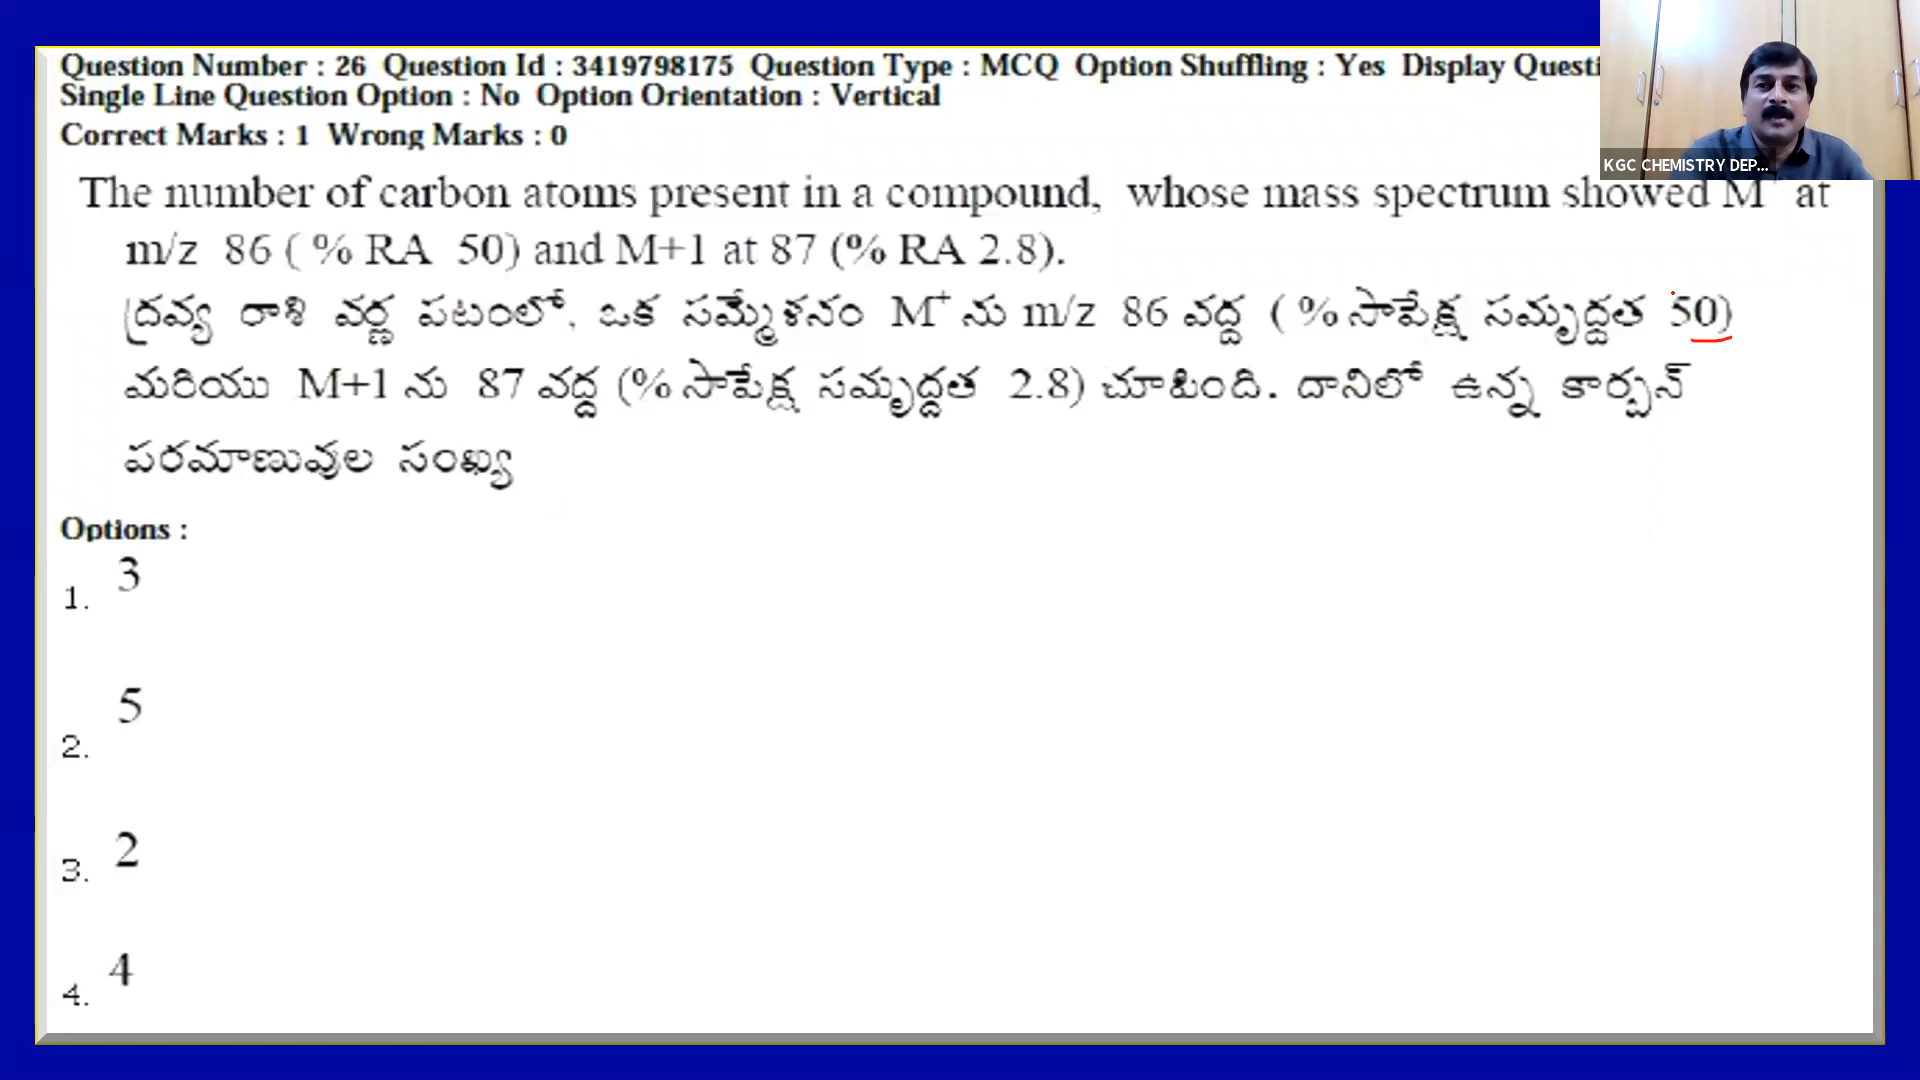 Question Number : 26 Question Id : 3419798175 Question Type : MCQ Option Shuffling : Yes Display
Single Line Question Option : No Option Orientation : Vertical
Correct Marks : 1 Wrong Marks : 0
KGC CHEMISTRY DEP...
The number of carbon atoms present in a compound, whose mass spectrum showed M⁺ at
m/z 86 ( % RA 50) and M+1 at 87 (% RA 2.8).
ద్రవ్య రాశి వర్ణ పటంలో, ఒక సమ్మేళనం M⁺ ను m/z 86 వద్ద ( % సాపేక్ష సమృద్దత 50)
మరియు M+1 ను 87 వద్ద (% సాపేక్ష సమృద్దత 2.8) చూపింది. దానిలో ఉన్న కార్బన్
పరమాణువుల సంఖ్య
Options :
1. 3
2. 5
3. 2
4. 4